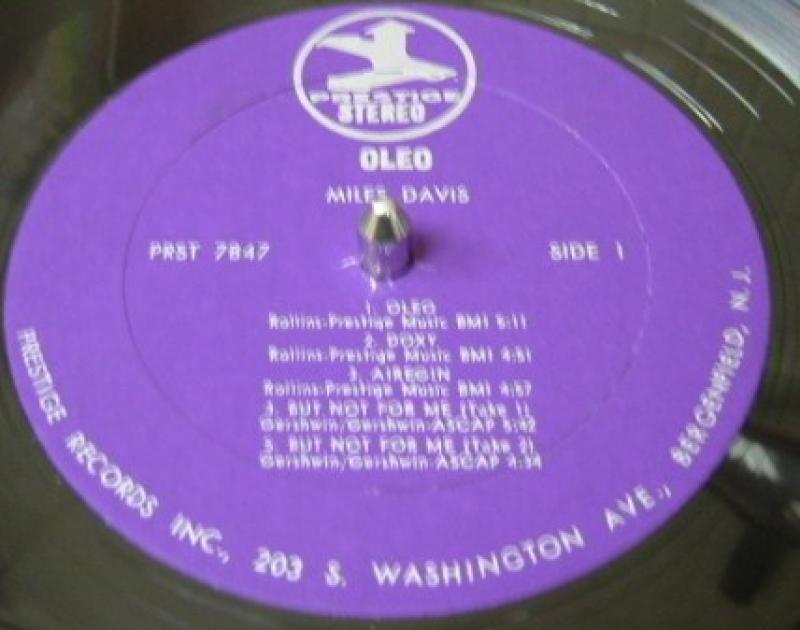 PRESTIGE
STEREO
OLEO
MILES DAVIS
PRST 7847
SIDE 1
1. OLEO
Rollins-Prestige Music BMI 5:11
2. DOXY
Rollins-Prestige Music BMI 4:51
3. AIREGIN
Rollins-Prestige Music BMI 4:57
3. BUT NOT FOR ME (Take 1)
Gershwin/Gershwin-ASCAP 5:42
5. BUT NOT FOR ME (Take 2)
Gershwin/Gershwin-ASCAP 4:34
PRESTIGE RECORDS INC., 203 S. WASHINGTON AVE., BERGENFIELD, N.J.